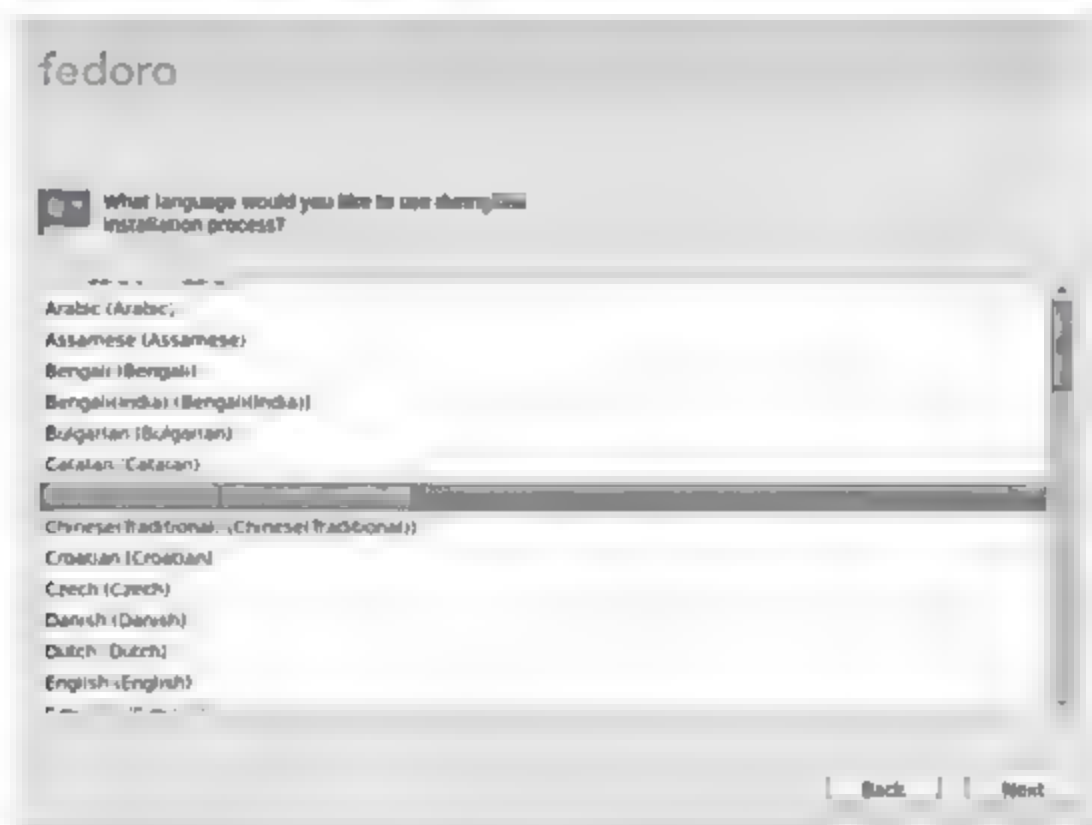 fedora
What language would you like to use during
installation process?
Arabic (Arabic)
Assamese (Assamese)
Bengali (Bengali)
Bengali(India) (Bengali(India))
Bulgarian (Bulgarian)
Catalan (Catalan)
Chinese(Traditional) (Chinese(Traditional))
Croatian (Croatian)
Czech (Czech)
Danish (Danish)
Dutch (Dutch)
English (English)
Back
Next